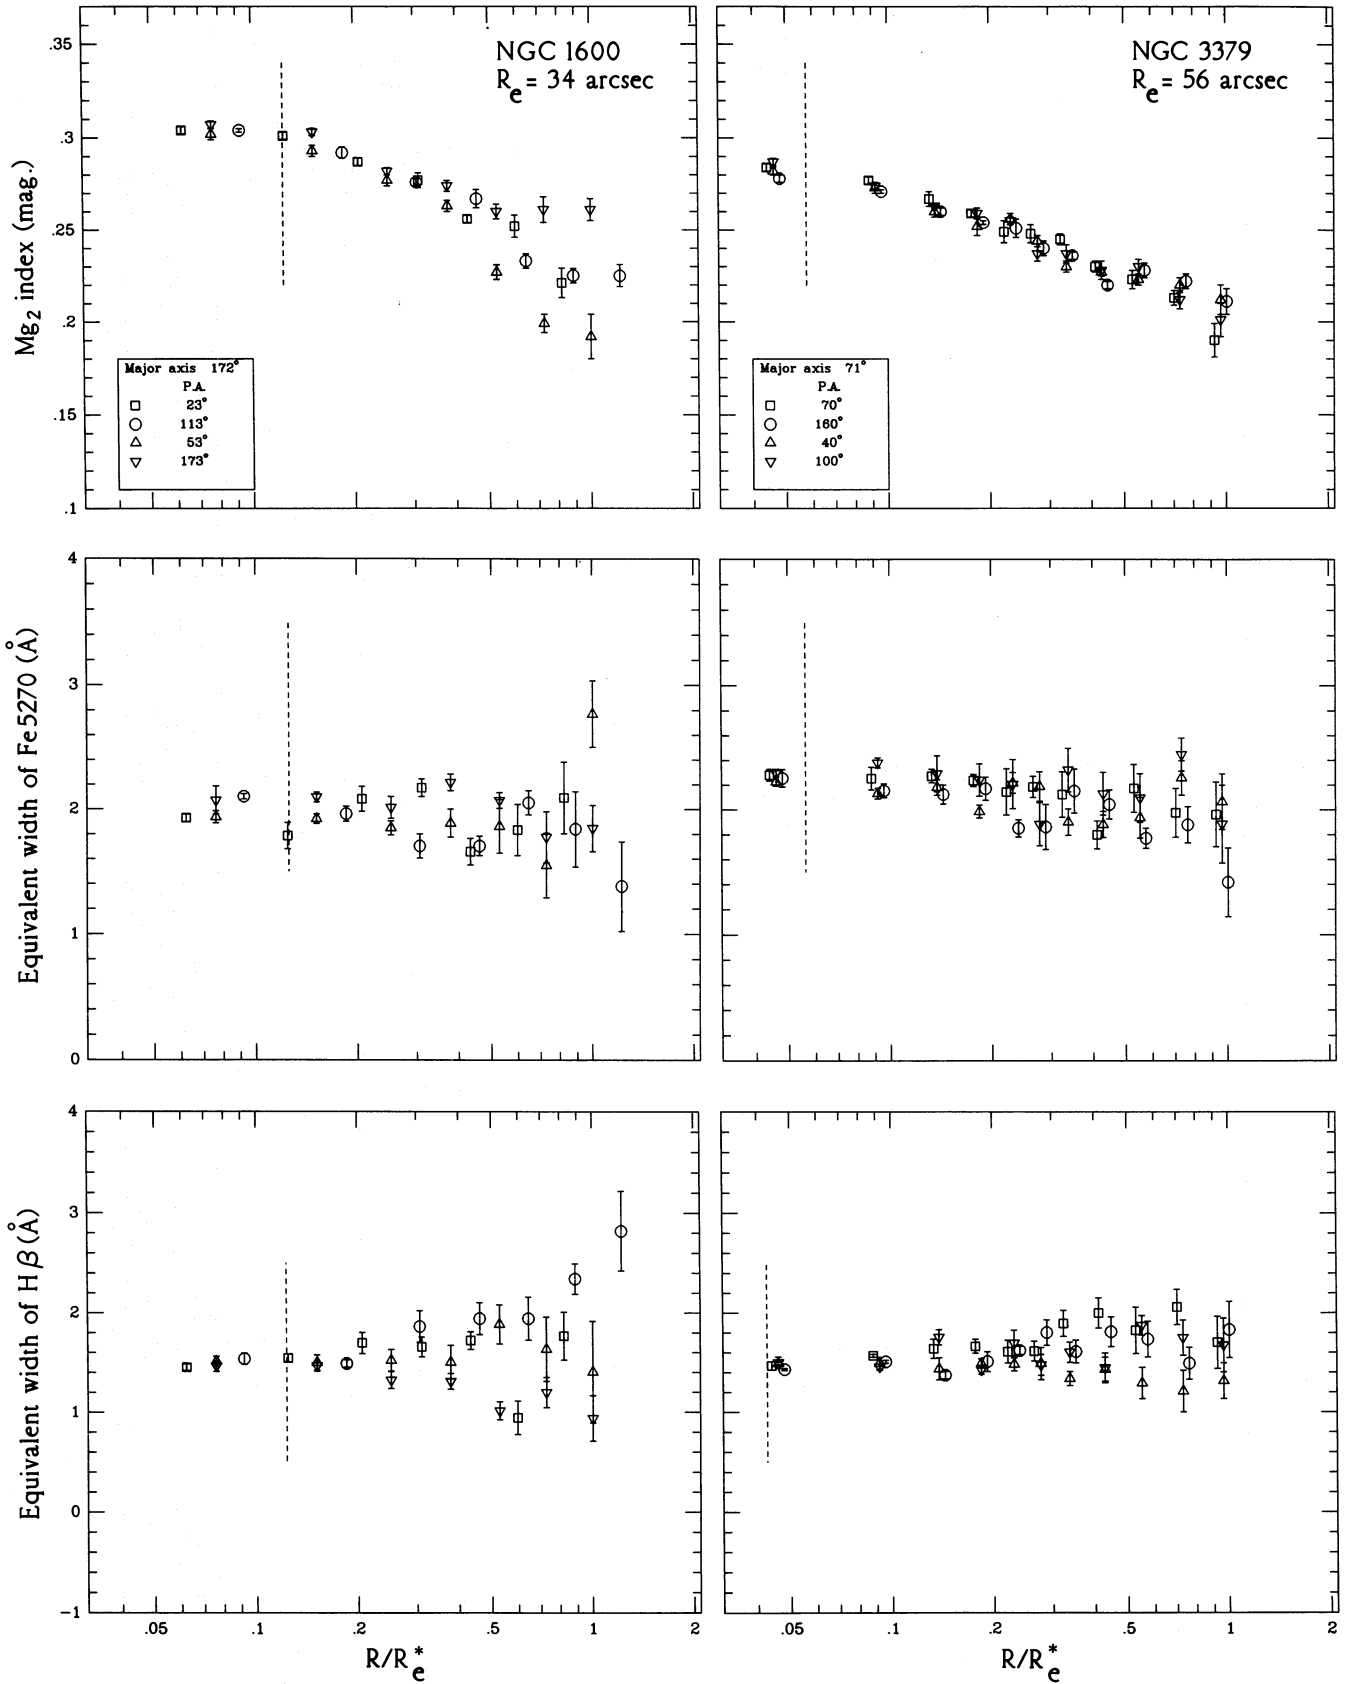 NGC 1600
Re = 34 arcsec
NGC 3379
Re = 56 arcsec
Mg2 index (mag.)
.35
.3
.25
.2
.15
.1
Major axis 172°
P.A.
23°
113°
53°
173°
Major axis 71°
P.A.
70°
160°
40°
100°
Equivalent width of Fe5270 (Å)
4
3
2
1
0
Equivalent width of Hβ (Å)
4
3
2
1
0
-1
.05 .1 .2 .5 1 2
.05 .1 .2 .5 1 2
R/Re*
R/Re*